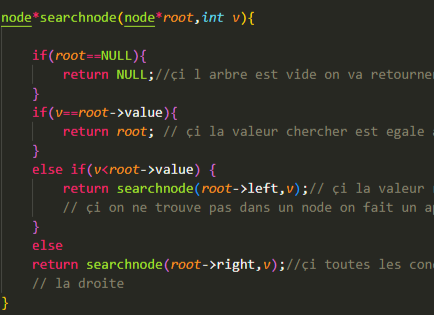 node*searchnode(node*root,int v){
if(root==NULL){
return NULL;//çi l arbre est vide on va retourner
}
if(v==root->value){
return root; // çi la valeur chercher est egale
}
else if(v<root->value) {
return searchnode(root->left,v);// çi la valeur
// çi on ne trouve pas dans un node on fait un
}
else
return searchnode(root->right,v);//çi toutes les
// la droite
}